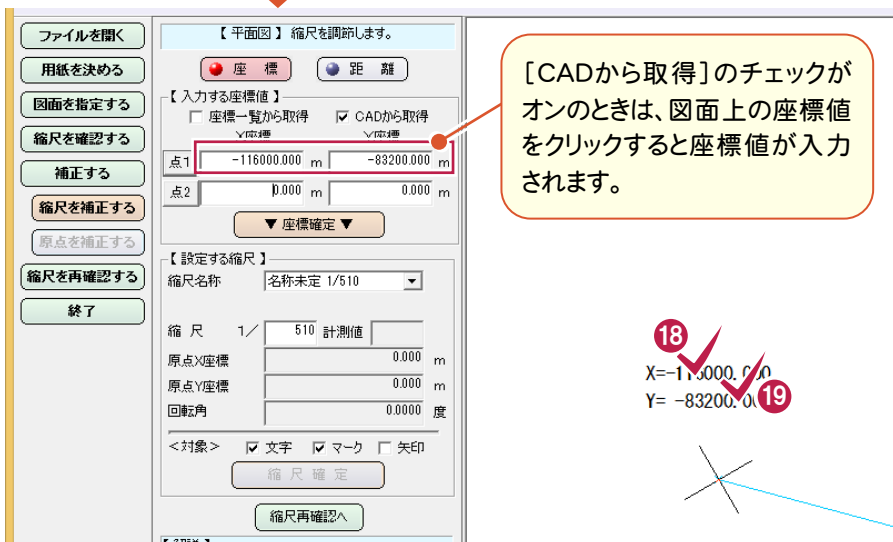 ファイルを開く
用紙を決める
図面を指定する
縮尺を確認する
補正する
縮尺を補正する
原点を補正する
縮尺を再確認する
終了
【 平面図 】 縮尺を調節します。
座 標
距 離
【 入力する座標値 】
座標一覧から取得
CADから取得
点1 -116000.000 m -83200.000 m
点2 0.000 m 0.000 m
▼ 座標確定 ▼
【 設定する縮尺 】
縮尺名称 名称未定 1/510
縮 尺 1/ 510 計測値
原点X座標 0.000 m
原点Y座標 0.000 m
回転角 0.0000 度
<対象> 文字 マーク 矢印
縮 尺 確 定
縮尺再確認へ
[CADから取得]のチェックが
オンのときは、図面上の座標値
をクリックすると座標値が入力
されます。
⑱
X=-116000.000
Y= -83200.000
⑲